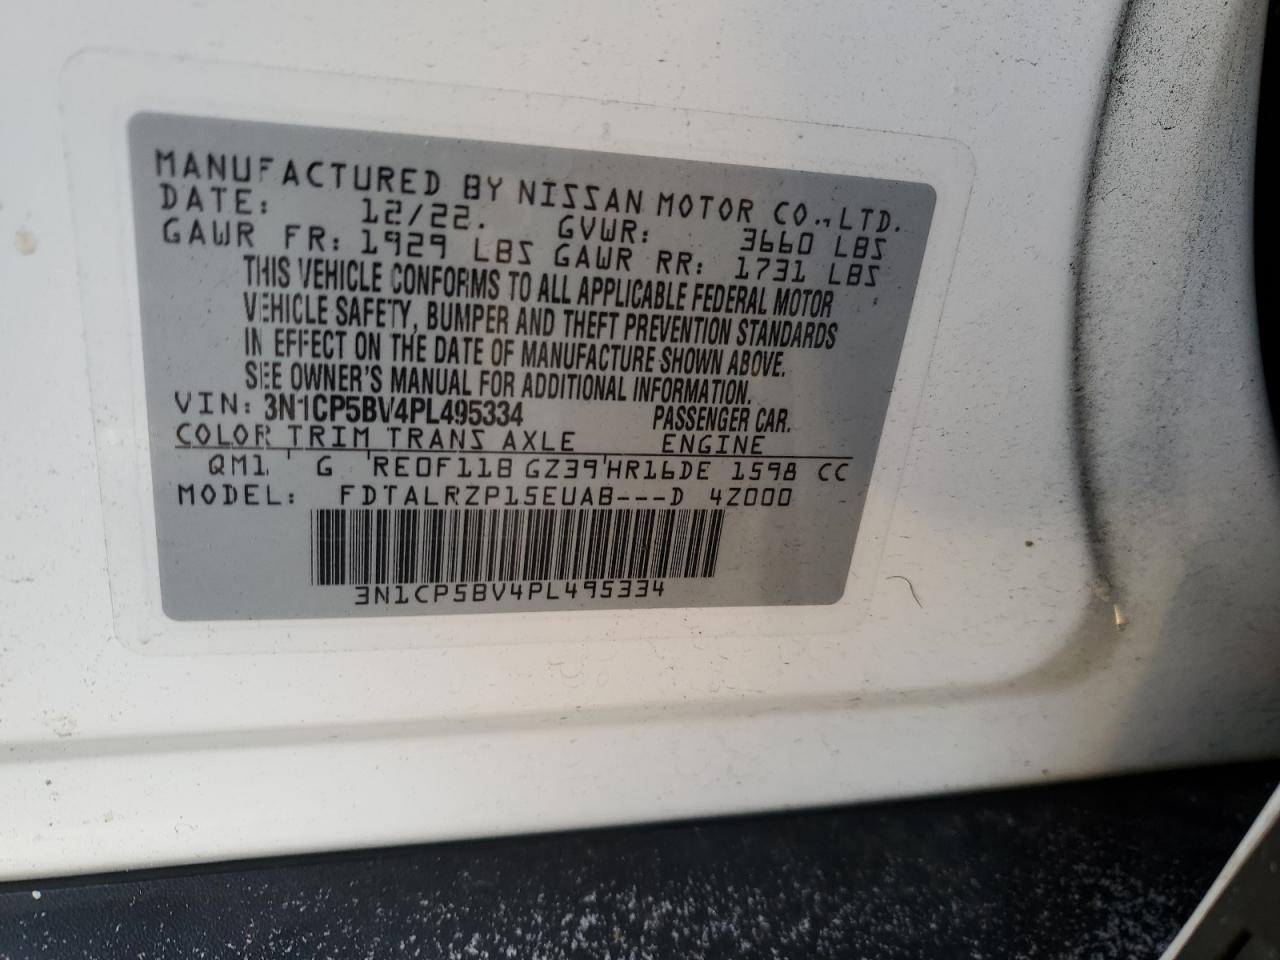 MANUFACTURED BY NISSAN MOTOR CO.,LTD.
DATE: 12/22. GVWR: 3660 LBS
GAWR FR: 1929 LBS GAWR RR: 1731 LBS
THIS VEHICLE CONFORMS TO ALL APPLICABLE FEDERAL MOTOR
VEHICLE SAFETY, BUMPER AND THEFT PREVENTION STANDARDS
IN EFFECT ON THE DATE OF MANUFACTURE SHOWN ABOVE.
SEE OWNER'S MANUAL FOR ADDITIONAL INFORMATION.
VIN: 3N1CP5BV4PL495334 PASSENGER CAR.
COLOR TRIM TRANS AXLE ENGINE
QM1 ' G ' RE0F11B GZ39'HR16DE 1598 CC
MODEL: FDTALRZP15EUAB---D 4Z000
3N1CP5BV4PL495334